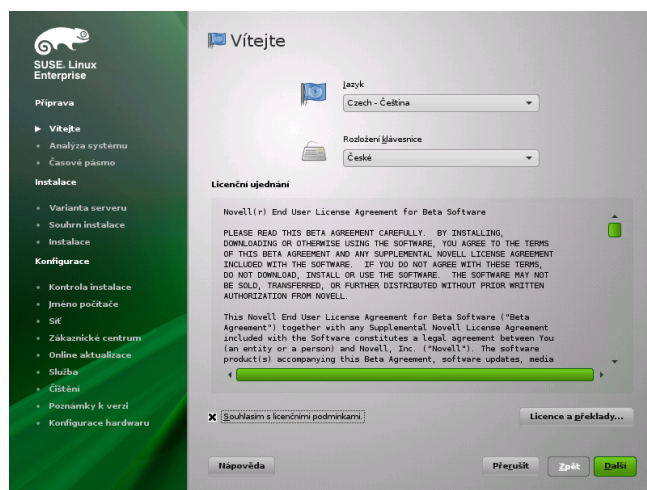 SUSE. Linux
Enterprise
Příprava
Vítejte
Analýza systému
Časové pásmo
Instalace
Varianta serveru
Souhrn instalace
Instalace
Konfigurace
Kontrola instalace
Jméno počítače
Síť
Zákaznické centrum
Online aktualizace
Služba
Čištění
Poznámky k verzi
Konfigurace hardwaru
Vítejte
Jazyk
Czech - Čeština
Rozložení klávesnice
České
Licenční ujednání
Novell(r) End User License Agreement for Beta Software
PLEASE READ THIS BETA AGREEMENT CAREFULLY. BY INSTALLING,
DOWNLOADING OR OTHERWISE USING THE SOFTWARE, YOU AGREE TO THE TERMS
OF THIS BETA AGREEMENT AND ANY SUPPLEMENTAL NOVELL LICENSE AGREEMENT
INCLUDED WITH THE SOFTWARE. IF YOU DO NOT AGREE WITH THESE TERMS,
DO NOT DOWNLOAD, INSTALL OR USE THE SOFTWARE. THE SOFTWARE MAY NOT
BE SOLD, TRANSFERRED, OR FURTHER DISTRIBUTED WITHOUT PRIOR WRITTEN
AUTHORIZATION FROM NOVELL.
This Novell End User License Agreement for Beta Software ("Beta
Agreement") together with any Supplemental Novell License Agreement
included with the Software constitutes a legal agreement between You
(an entity or a person) and Novell, Inc. ("Novell"). The software
product(s) accompanying this Beta Agreement, software updates, media
Souhlasím s licenčními podmínkami.
Licence a překlady...
Nápověda
Přerušit
Zpět
Další